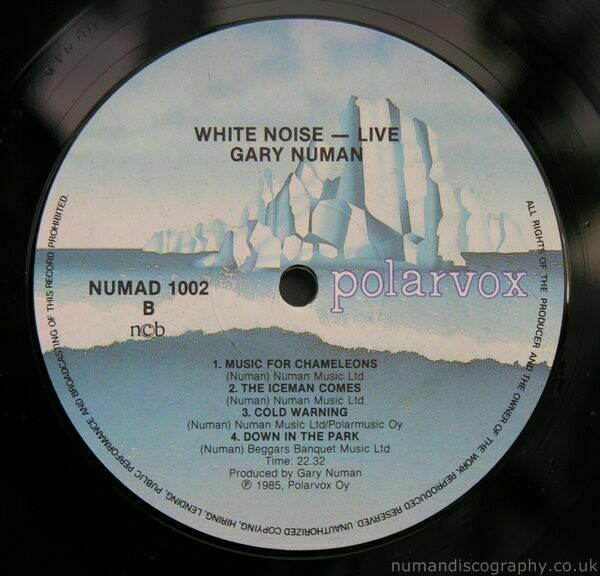 WHITE NOISE — LIVE
GARY NUMAN
polarvox
NUMAD 1002
B
n©b
1. MUSIC FOR CHAMELEONS
(Numan) Numan Music Ltd
2. THE ICEMAN COMES
(Numan) Numan Music Ltd
3. COLD WARNING
(Numan) Numan Music Ltd/Polarmusic Oy
4. DOWN IN THE PARK
(Numan) Beggars Banquet Music Ltd
Time: 22.32
Produced by Gary Numan
℗ 1985, Polarvox Oy
ALL RIGHTS OF THE PRODUCER AND THE OWNER OF THE WORK REPRODUCED RESERVED. UNAUTHORIZED COPYING, HIRING, LENDING, PUBLIC PERFORMANCE AND BROADCASTING OF THIS RECORD PROHIBITED.
numandiscography.co.uk